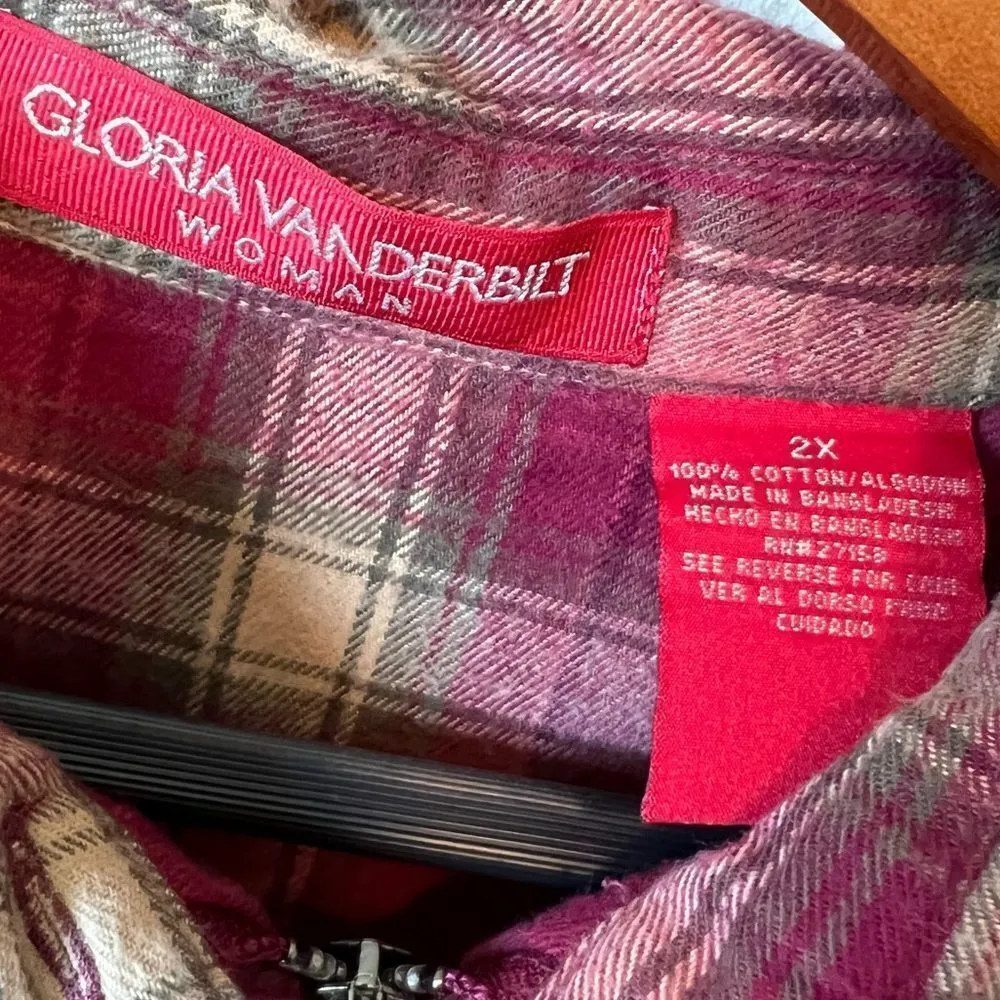 GLORIA VANDERBILT
WOMAN
2X
100% COTTON/ALGODON
MADE IN BANGLADESH
HECHO EN BANGLADESH
RN#27158
SEE REVERSE FOR CARE
VER AL DORSO PARA
CUIDADO